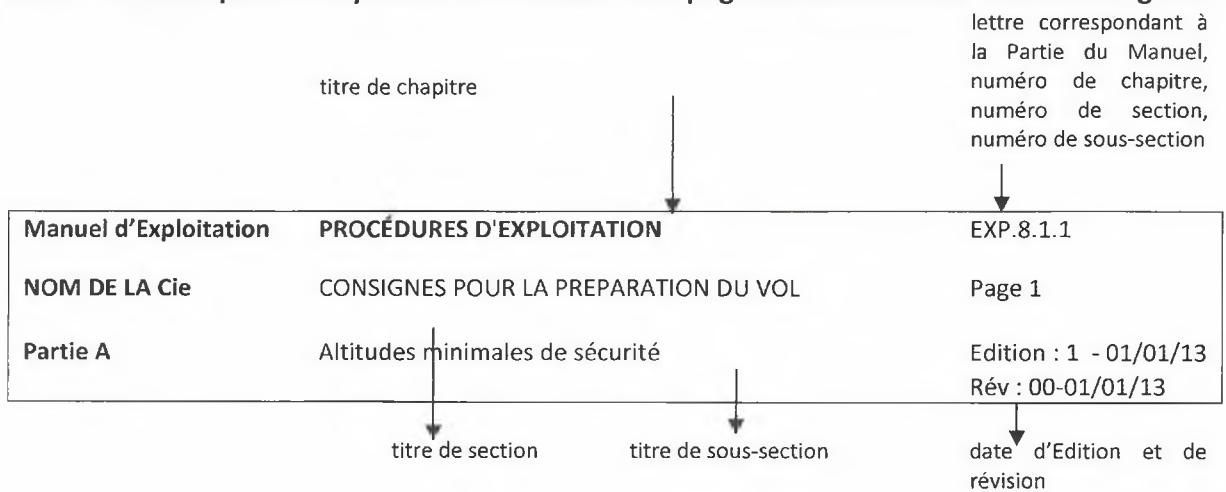 lettre correspondant à
la Partie du Manuel,
titre de chapitre
numéro de chapitre,
numéro de section,
numéro de sous-section
Manuel d'Exploitation PROCÉDURES D'EXPLOITATION EXP.8.1.1
NOM DE LA Cie CONSIGNES POUR LA PREPARATION DU VOL Page 1
Partie A Altitudes minimales de sécurité Edition : 1 - 01/01/13
Rév : 00-01/01/13
titre de section titre de sous-section date d'Edition et de
révision